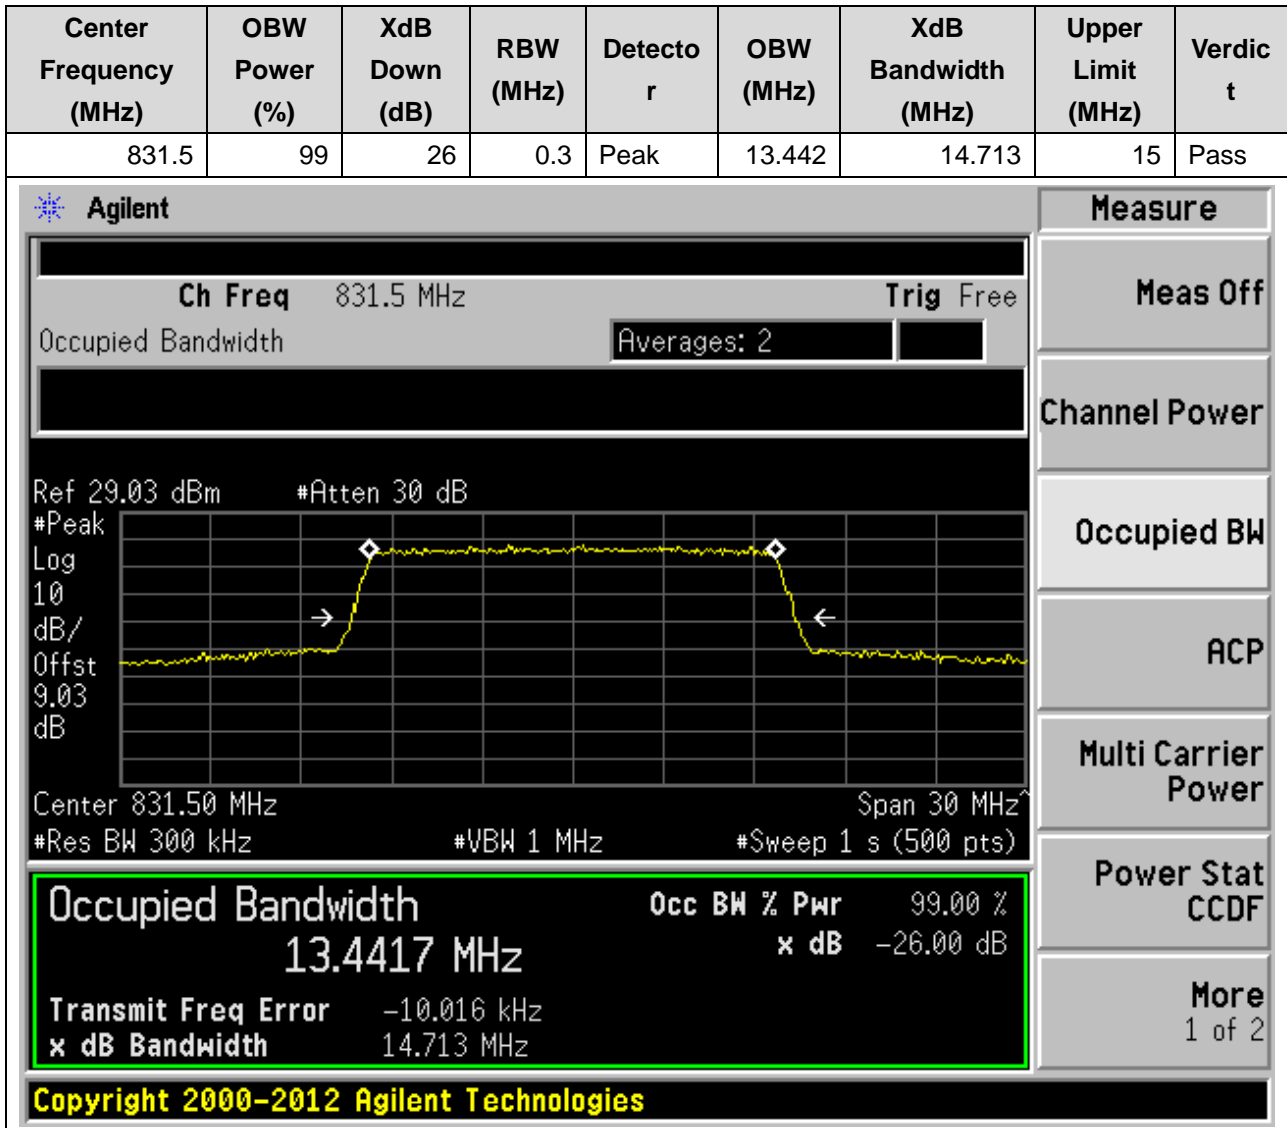 Center Frequency (MHz) OBW Power (%) XdB Down (dB) RBW (MHz) Detecto r OBW (MHz) XdB Bandwidth (MHz) Upper Limit (MHz) Verdic t
831.5 99 26 0.3 Peak 13.442 14.713 15 Pass
Agilent
Measure
Ch Freq 831.5 MHz Trig Free
Meas Off
Occupied Bandwidth Averages: 2
Channel Power
Ref 29.03 dBm #Atten 30 dB
#Peak
Log
10
dB/
Offst
9.03
dB
Occupied BW
ACP
Multi Carrier
Power
Center 831.50 MHz Span 30 MHz^
#Res BW 300 kHz #VBW 1 MHz #Sweep 1 s (500 pts)
Power Stat
CCDF
Occupied Bandwidth Occ BW % Pwr 99.00 %
13.4417 MHz x dB -26.00 dB
Transmit Freq Error -10.016 kHz
x dB Bandwidth 14.713 MHz
More
1 of 2
Copyright 2000-2012 Agilent Technologies